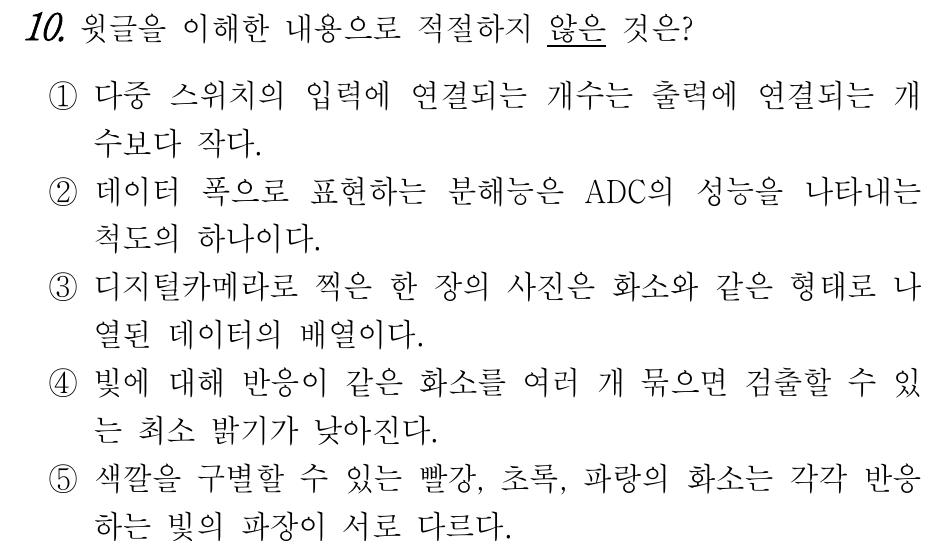 10. 윗글을 이해한 내용으로 적절하지 않은 것은?
① 다중 스위치의 입력에 연결되는 개수는 출력에 연결되는 개
수보다 작다.
② 데이터 폭으로 표현하는 분해능은 ADC의 성능을 나타내는
척도의 하나이다.
③ 디지털카메라로 찍은 한 장의 사진은 화소와 같은 형태로 나
열된 데이터의 배열이다.
④ 빛에 대해 반응이 같은 화소를 여러 개 묶으면 검출할 수 있
는 최소 밝기가 낮아진다.
⑤ 색깔을 구별할 수 있는 빨강, 초록, 파랑의 화소는 각각 반응
하는 빛의 파장이 서로 다르다.